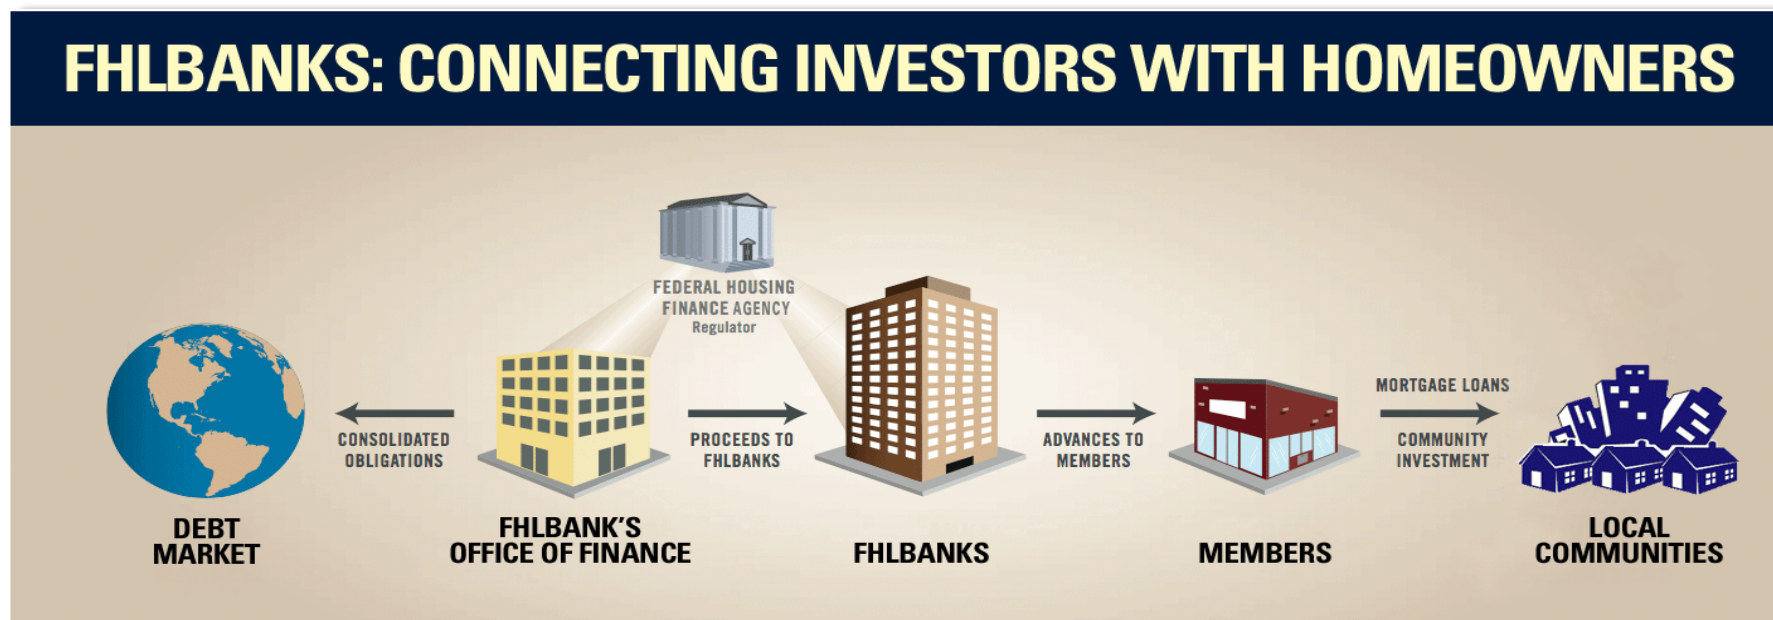 FHLBANKS: CONNECTING INVESTORS WITH HOMEOWNERS
FEDERAL HOUSING
FINANCE AGENCY
Regulator
CONSOLIDATED
OBLIGATIONS
PROCEEDS TO
FHLBANKS
ADVANCES TO
MEMBERS
MORTGAGE LOANS
COMMUNITY
INVESTMENT
DEBT
MARKET
FHLBANK'S
OFFICE OF FINANCE
FHLBANKS
MEMBERS
LOCAL
COMMUNITIES